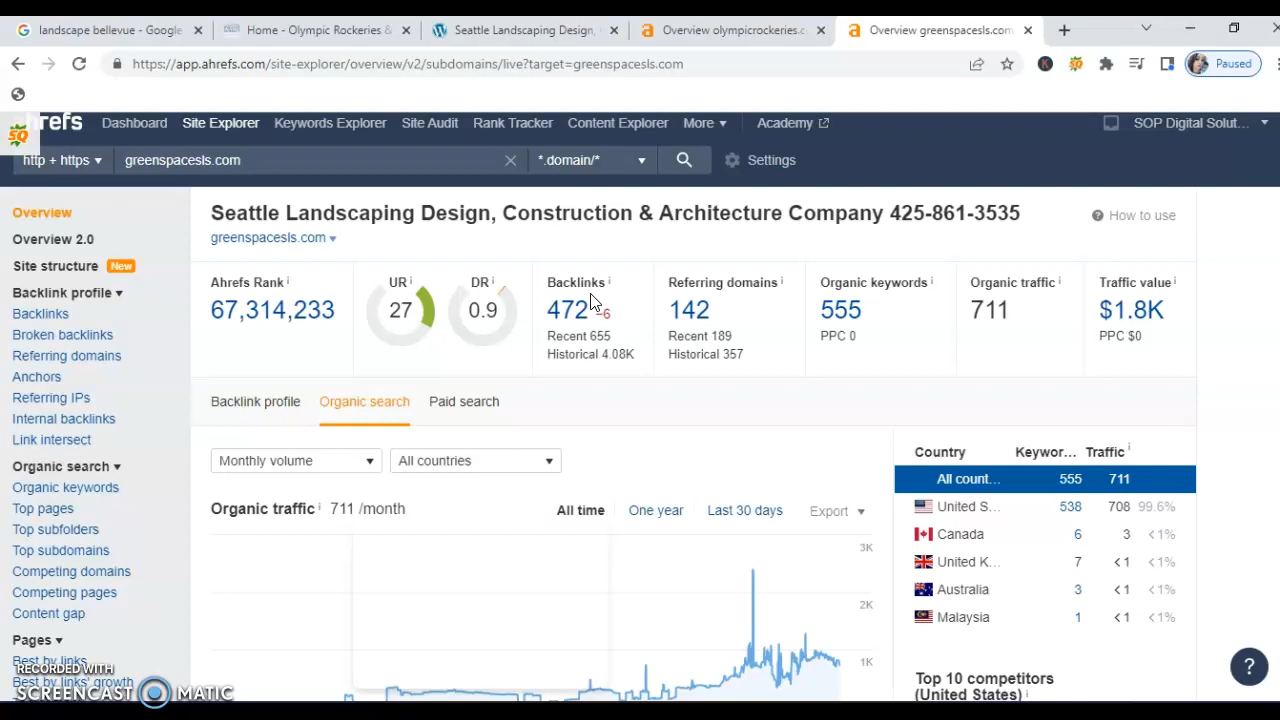 landscape bellevue - Google
Home - Olympic Rockeries &
Seattle Landscaping Design,
Overview olympicrockeries.c
Overview greenspacesls.com
https://app.ahrefs.com/site-explorer/overview/v2/subdomains/live?target=greenspacesls.com
Paused
ahrefs Dashboard Site Explorer Keywords Explorer Site Audit Rank Tracker Content Explorer More Academy SOP Digital Solut...
SQ
http + https greenspacesls.com *.domain/* Settings
Overview
Overview 2.0
Site structure New
Backlink profile
Backlinks
Broken backlinks
Referring domains
Anchors
Referring IPs
Internal backlinks
Link intersect
Organic search
Organic keywords
Top pages
Top subfolders
Top subdomains
Competing domains
Competing pages
Content gap
Pages
Best by links
Best by links' growth
Seattle Landscaping Design, Construction & Architecture Company 425-861-3535
How to use
greenspacesls.com
Ahrefs Rank
67,314,233
UR
27
DR
0.9
Backlinks
472 -6
Recent 655
Historical 4.08K
Referring domains
142
Recent 189
Historical 357
Organic keywords
555
PPC 0
Organic traffic
711
Traffic value
$1.8K
PPC $0
Backlink profile Organic search Paid search
Monthly volume All countries
Organic traffic 711 /month All time One year Last 30 days Export
3K
2K
1K
Country Keywor... Traffic
All count... 555 711
United S... 538 708 99.6%
Canada 6 3 <1%
United K... 7 <1 <1%
Australia 3 <1 <1%
Malaysia 1 <1 <1%
Top 10 competitors
(United States)
?
RECORDED WITH
SCREENCAST MATIC